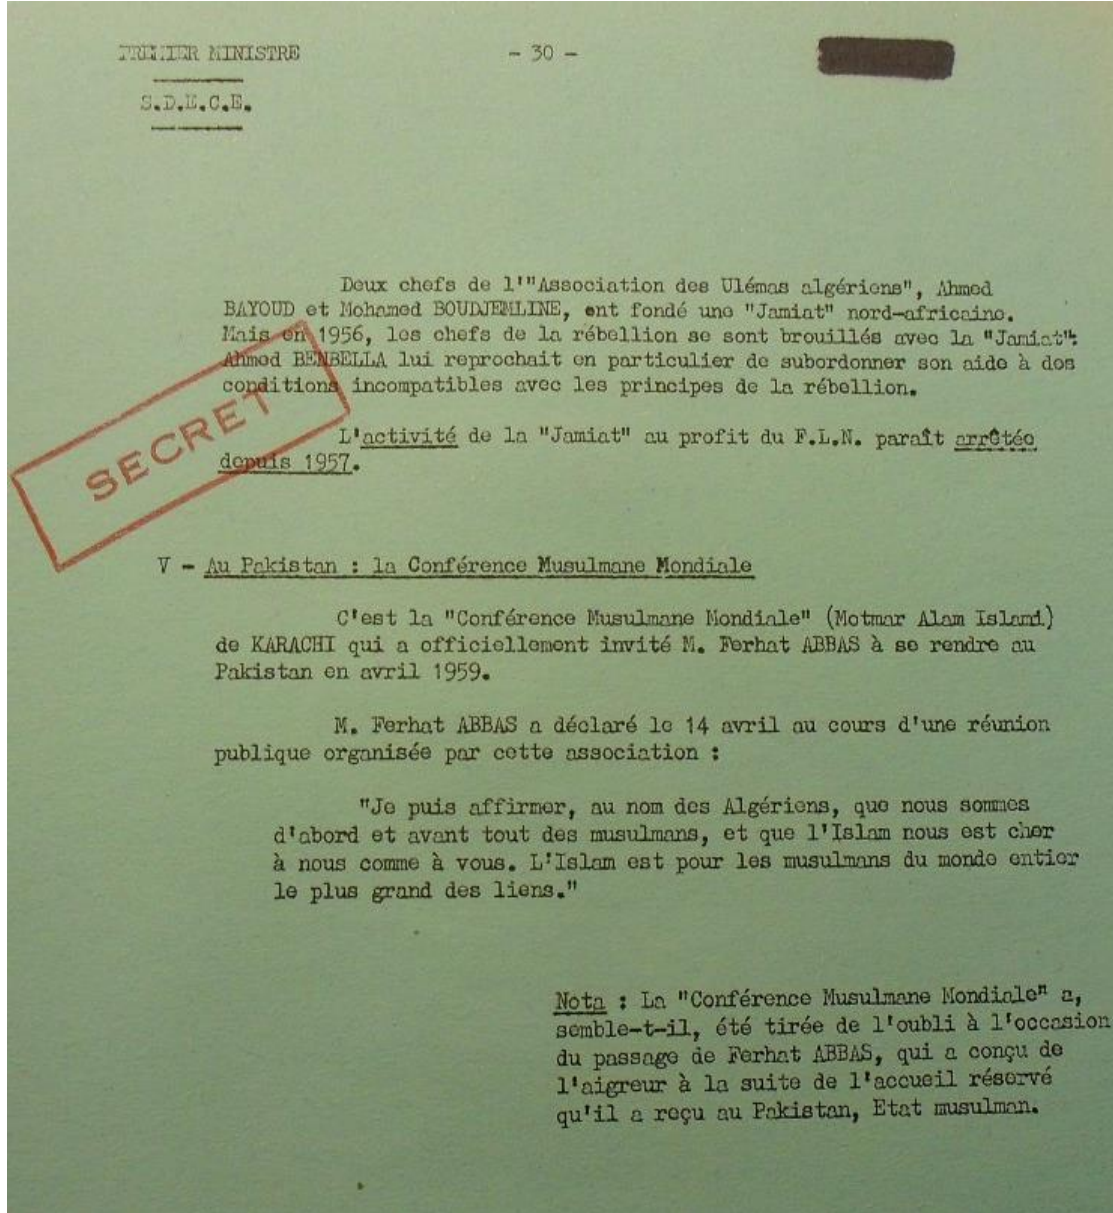 PREMIER MINISTRE
- 30 -
S.D.E.C.E.
Deux chefs de l'"Association des Ulémas algériens", Ahmed
BAYOUD et Mohamed BOUDJEMLINE, ont fondé une "Jamiat" nord-africaine.
Mais en 1956, les chefs de la rébellion se sont brouillés avec la "Jamiat":
Ahmed BENBELLA lui reprochait en particulier de subordonner son aide à des
conditions incompatibles avec les principes de la rébellion.
L'activité de la "Jamiat" au profit du F.L.N. paraît arrêtée
depuis 1957.
SECRET
V - Au Pakistan : la Conférence Musulmane Mondiale
C'est la "Conférence Musulmane Mondiale" (Motmar Alam Island)
de KARACHI qui a officiellement invité M. Ferhat ABBAS à se rendre au
Pakistan en avril 1959.
M. Ferhat ABBAS a déclaré le 14 avril au cours d'une réunion
publique organisée par cette association :
"Je puis affirmer, au nom des Algériens, que nous sommes
d'abord et avant tout des musulmans, et que l'Islam nous est cher
à nous comme à vous. L'Islam est pour les musulmans du monde entier
le plus grand des liens."
Nota : La "Conférence Musulmane Mondiale" a,
semble-t-il, été tirée de l'oubli à l'occasion
du passage de Ferhat ABBAS, qui a conçu de
l'aigreur à la suite de l'accueil réservé
qu'il a reçu au Pakistan, Etat musulman.